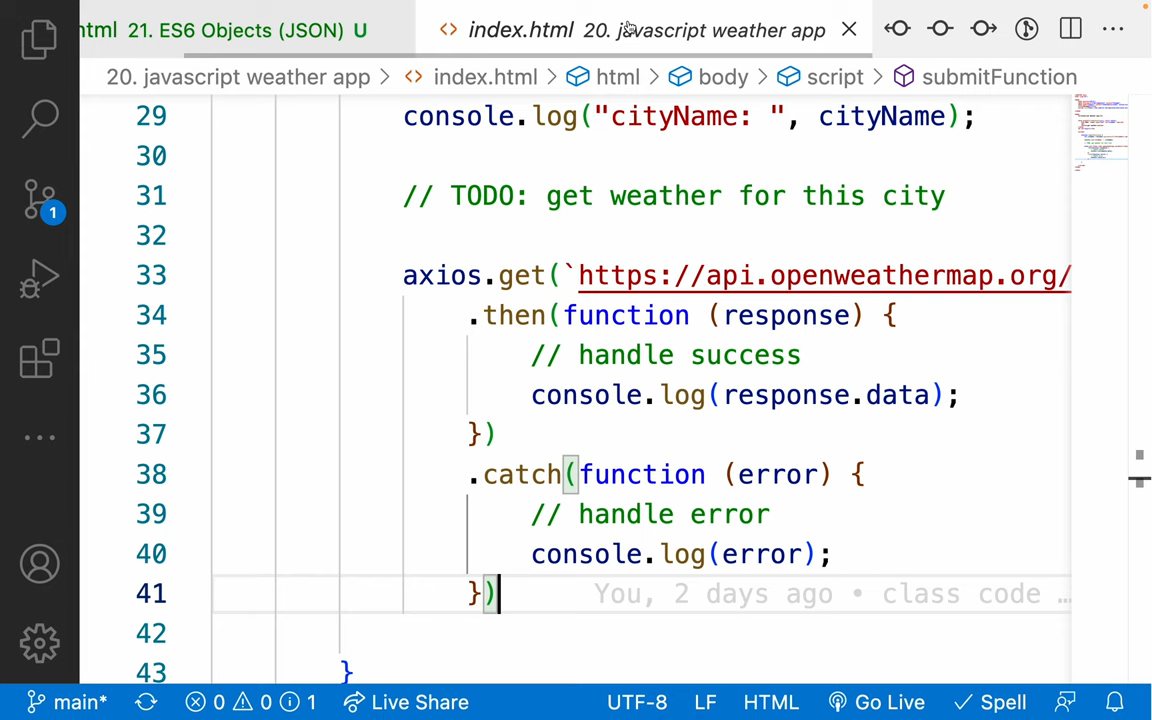 html 21. ES6 Objects (JSON) U
index.html 20. javascript weather app
20. javascript weather app > index.html > html > body > script > submitFunction
29 console.log("cityName: ", cityName);
30
31 // TODO: get weather for this city
32
33 axios.get(`https://api.openweathermap.org/
34 .then(function (response) {
35 // handle success
36 console.log(response.data);
37 })
38 .catch(function (error) {
39 // handle error
40 console.log(error);
41 }) You, 2 days ago • class code …
42
43 }
1
main* 0 0 1 Live Share UTF-8 LF HTML Go Live Spell